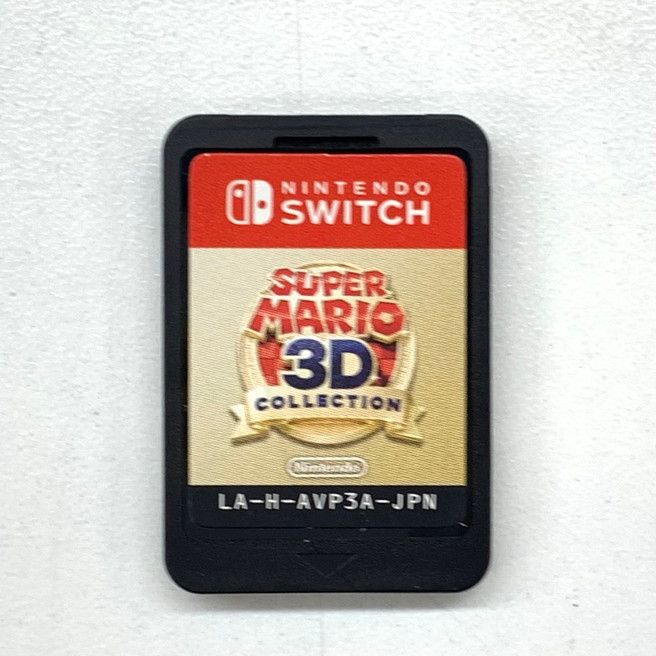 NINTENDO
SWITCH
SUPER
MARIO
3D
COLLECTION
Nintendo
LA-H-AVP3A-JPN